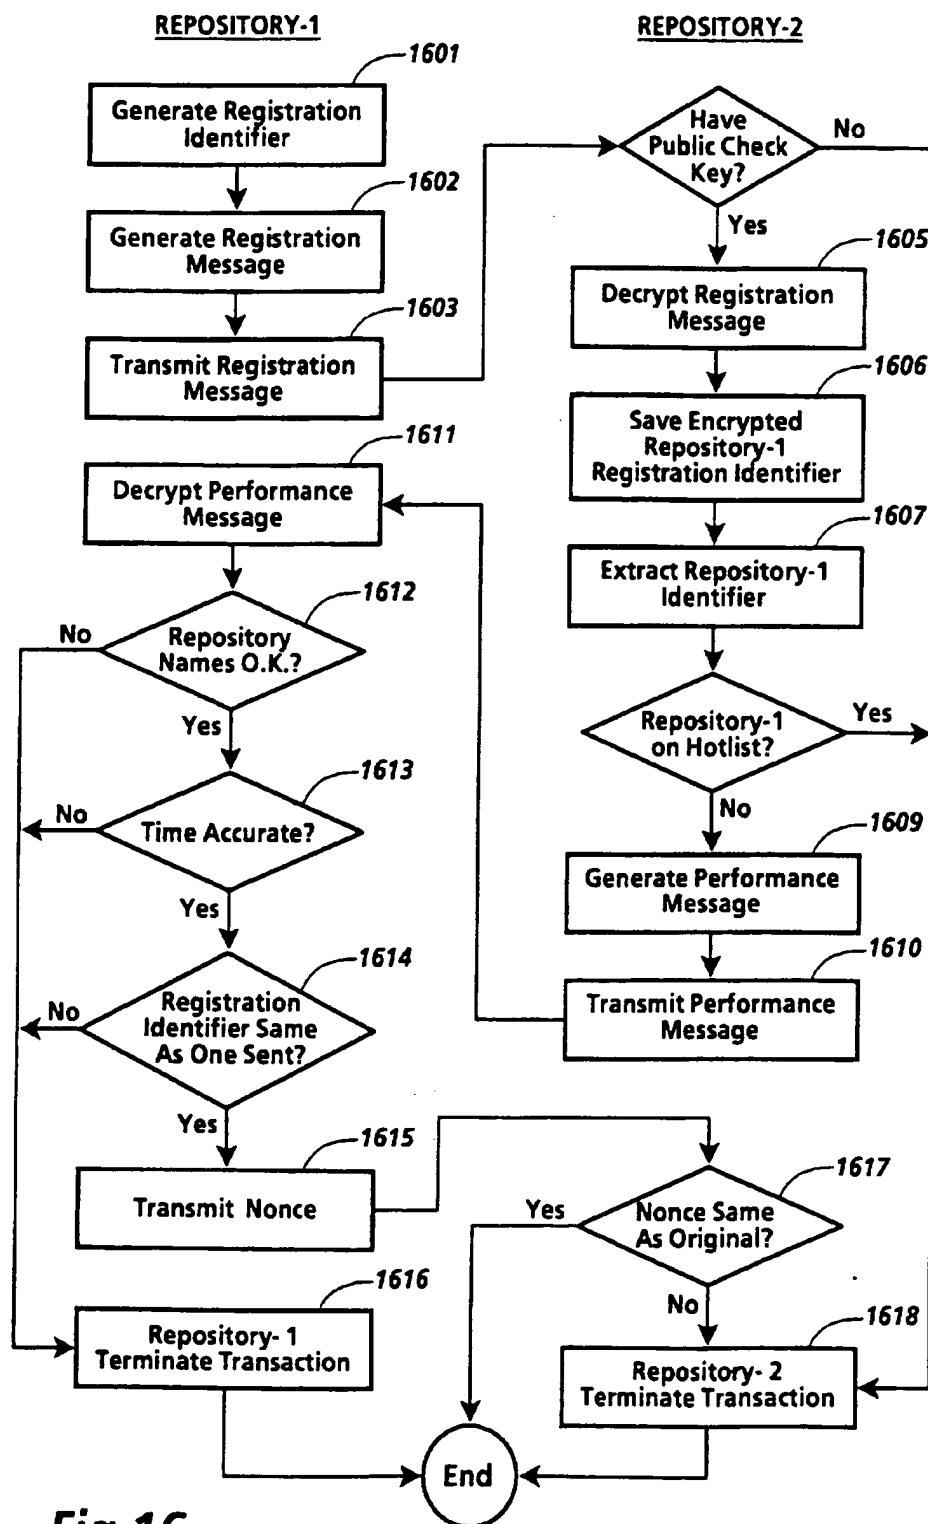 REPOSITORY-1
1601
Generate Registration
Identifier
1602
Generate Registration
Message
1603
Transmit Registration
Message
1611
Decrypt Performance
Message
1612
Repository
Names O.K.?
No
Yes
1613
Time Accurate?
No
Yes
1614
Registration
Identifier Same
As One Sent?
No
Yes
1615
Transmit Nonce
1616
Repository- 1
Terminate Transaction
REPOSITORY-2
Have
Public Check
Key?
No
Yes
1605
Decrypt Registration
Message
1606
Save Encrypted
Repository-1
Registration Identifier
1607
Extract Repository-1
Identifier
Repository-1
on Hotlist?
Yes
No
1609
Generate Performance
Message
1610
Transmit Performance
Message
1617
Nonce Same
As Original?
Yes
No
1618
Repository- 2
Terminate Transaction
End
Fig. 16